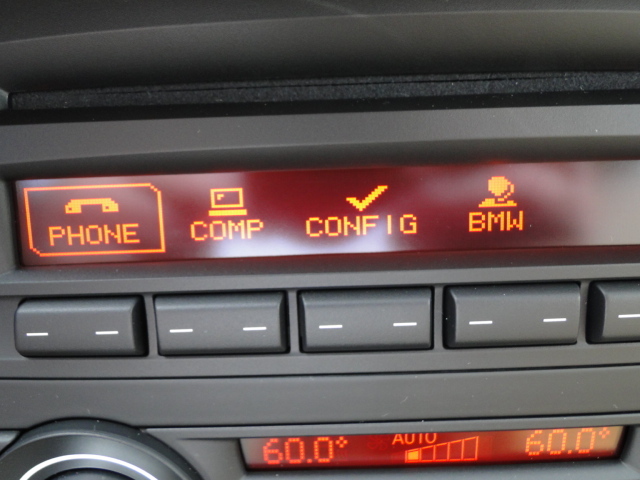 PHONE COMP CONFIG BMW
60.0° AUTO 60.0°